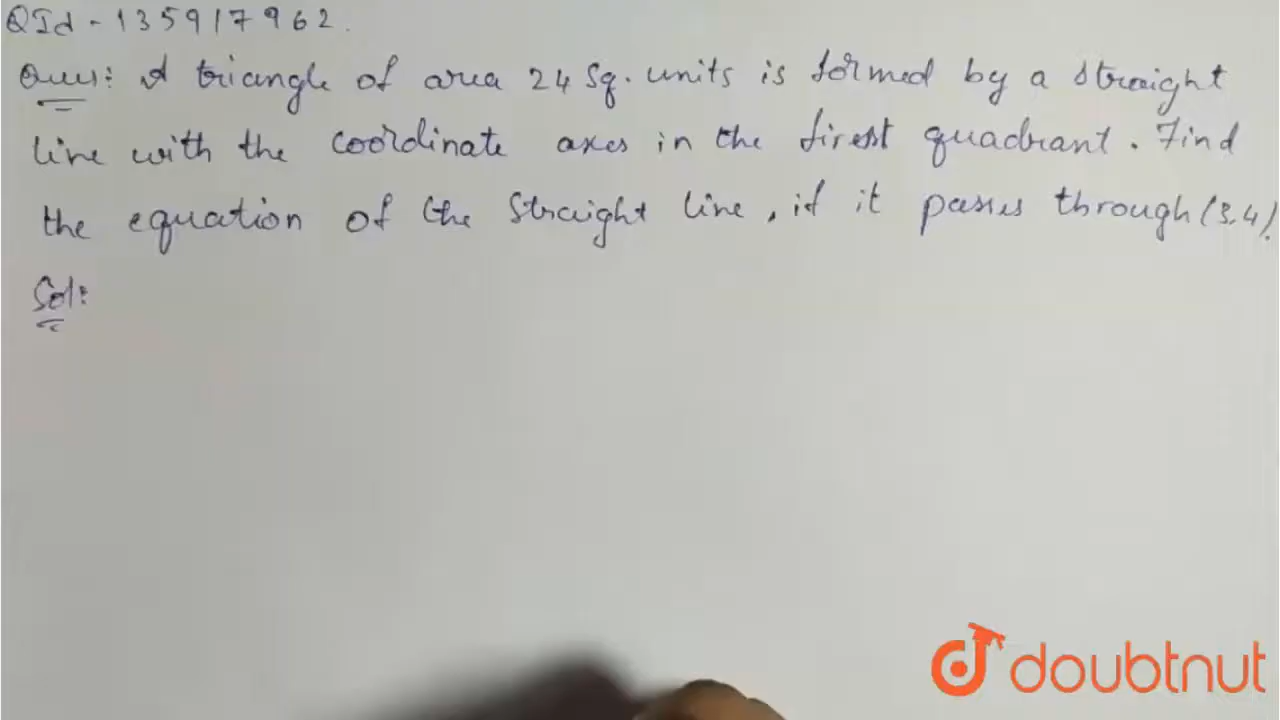 QId - 135917962.
Ques: A triangle of area 24 Sq. units is formed by a straight
line with the coordinate axes in the first quadrant. Find
the equation of the straight line, if it passes through (3,4).
Sol:
doubtnut